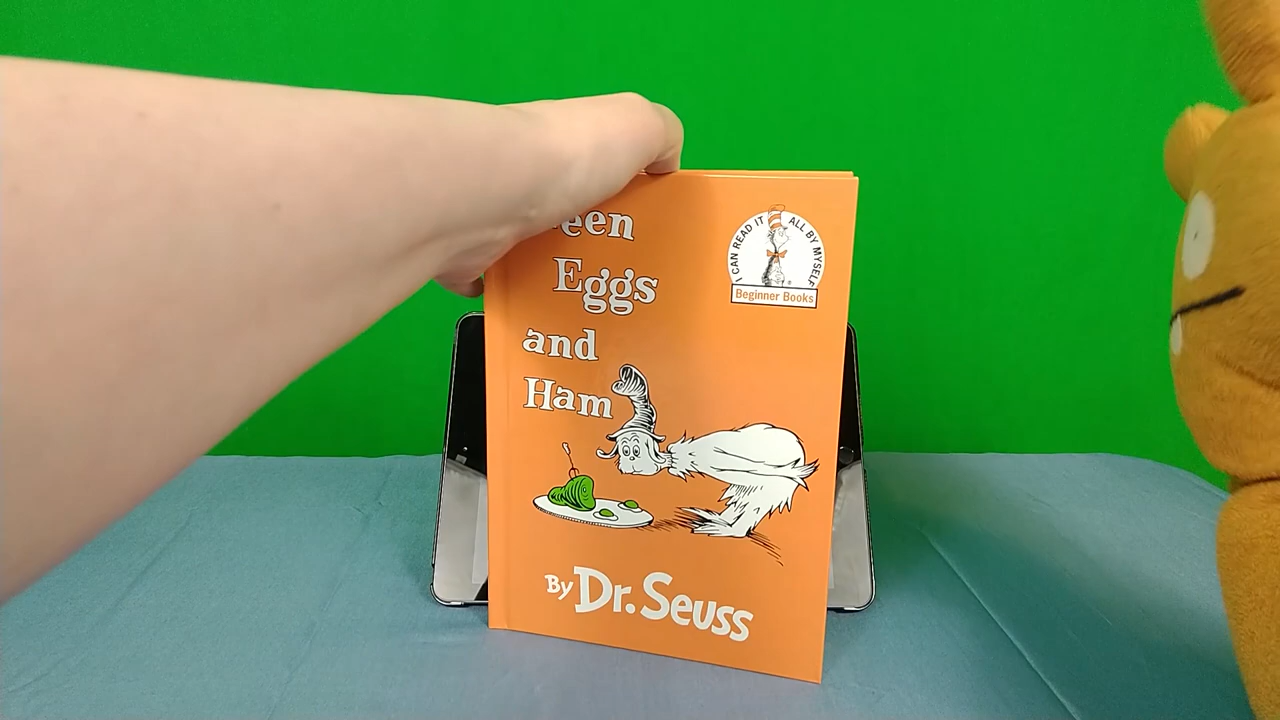 een
Eggs
and
Ham
I CAN READ IT ALL BY MYSELF
Beginner Books
By Dr. Seuss